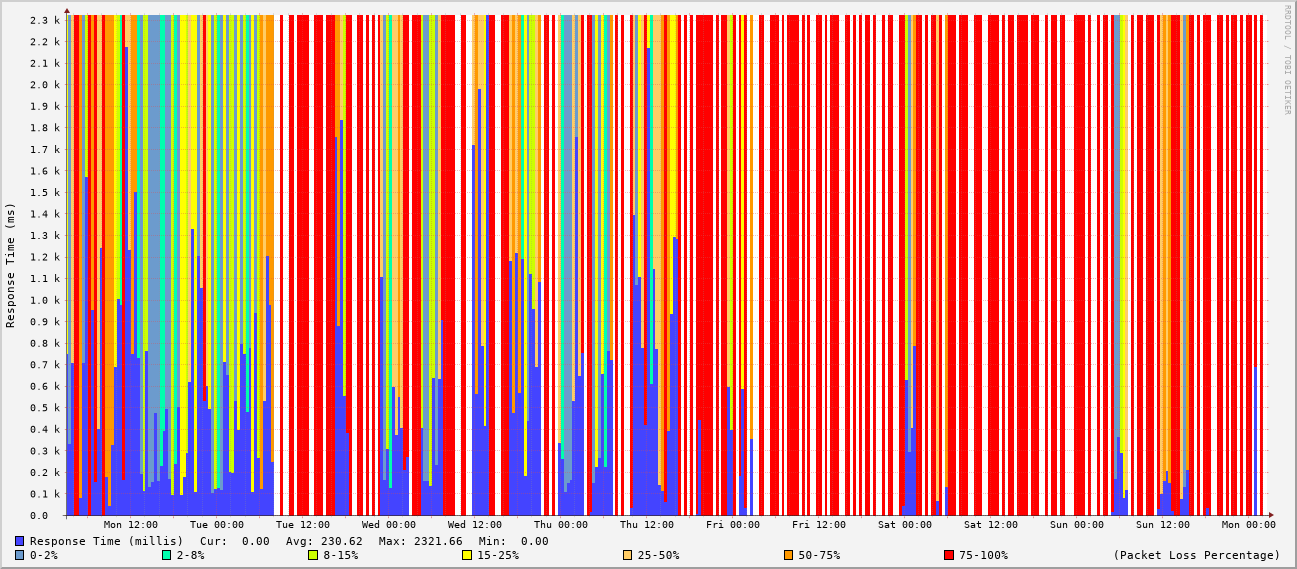 2.3 k
2.2 k
2.1 k
2.0 k
1.9 k
1.8 k
1.7 k
1.6 k
1.5 k
1.4 k
1.3 k
1.2 k
1.1 k
1.0 k
0.9 k
0.8 k
0.7 k
0.6 k
0.5 k
0.4 k
0.3 k
0.2 k
0.1 k
0.0
Response Time (ms)
RRDTOOL / TOBI OETIKER
Mon 12:00 Tue 00:00 Tue 12:00 Wed 00:00 Wed 12:00 Thu 00:00 Thu 12:00 Fri 00:00 Fri 12:00 Sat 00:00 Sat 12:00 Sun 00:00 Sun 12:00 Mon 00:00
Response Time (millis) Cur: 0.00 Avg: 230.62 Max: 2321.66 Min: 0.00
0-2% 2-8% 8-15% 15-25% 25-50% 50-75% 75-100% (Packet Loss Percentage)